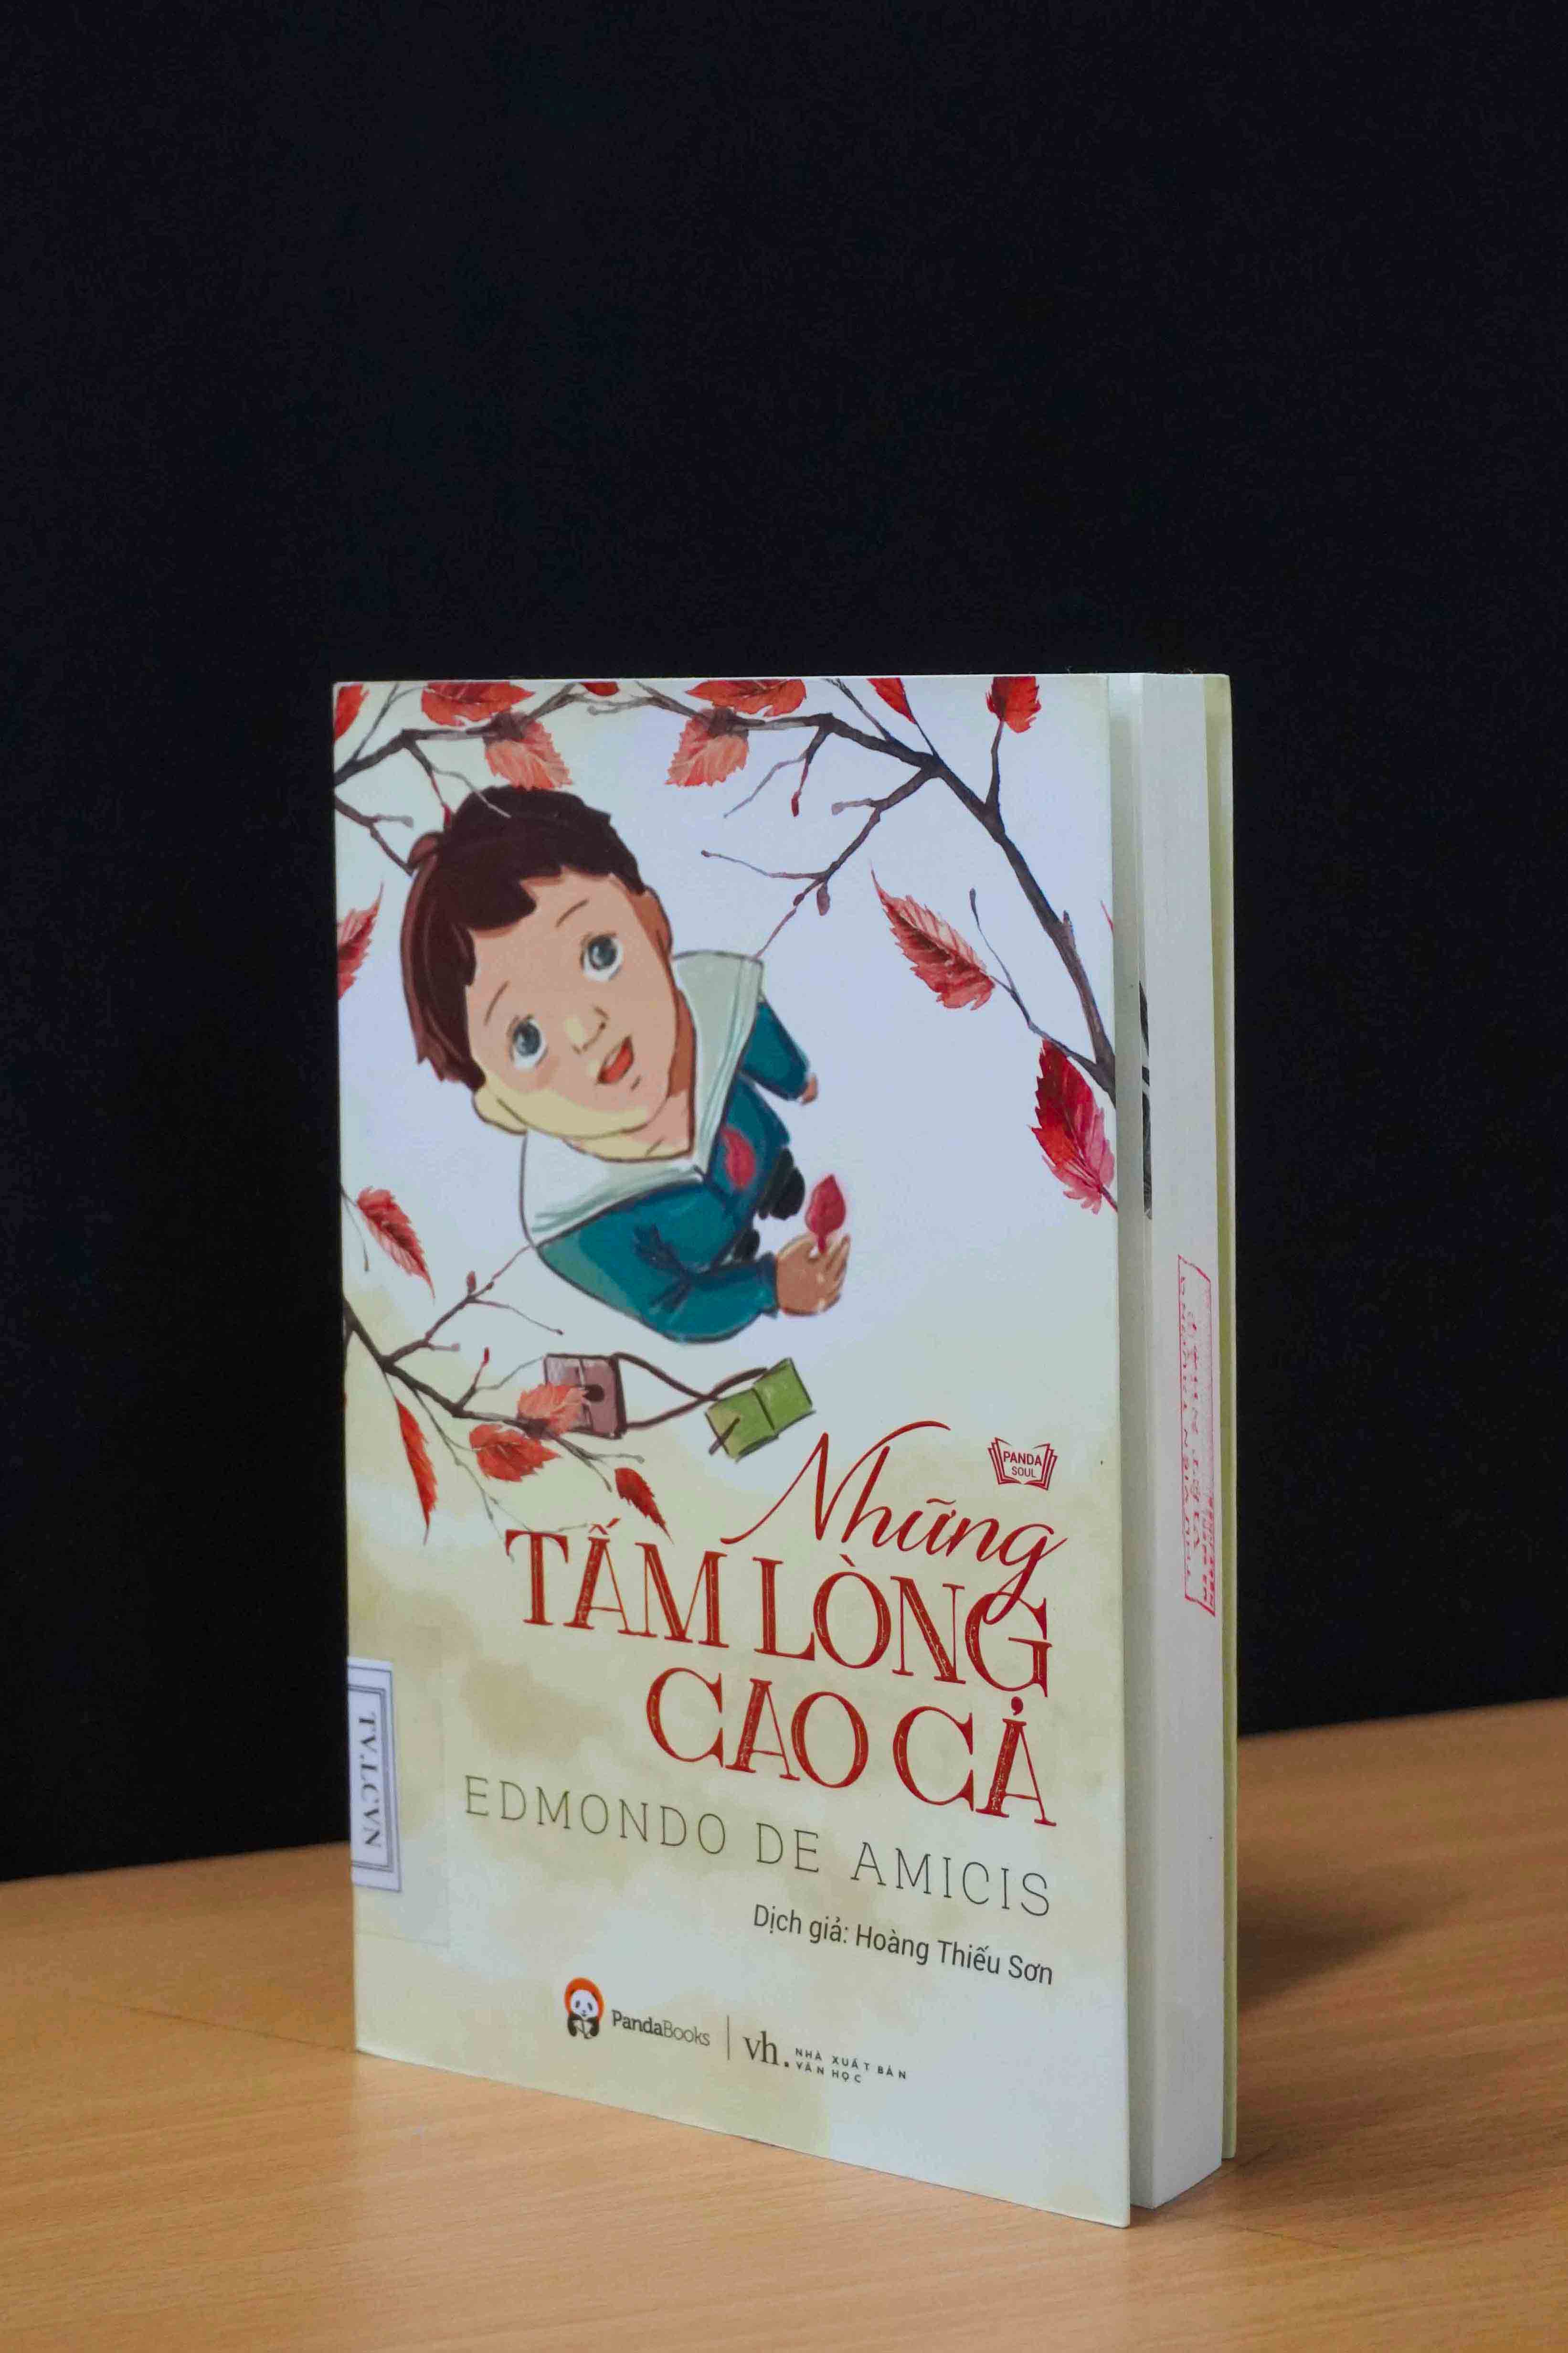 PANDA
SOUL
Những
TẤM LÒNG
CAO CẢ
EDMONDO DE AMICIS
Dịch giả: Hoàng Thiếu Sơn
PandaBooks
vh.
NHÀ XUẤT BẢN
VĂN HỌC
TV.LCVN